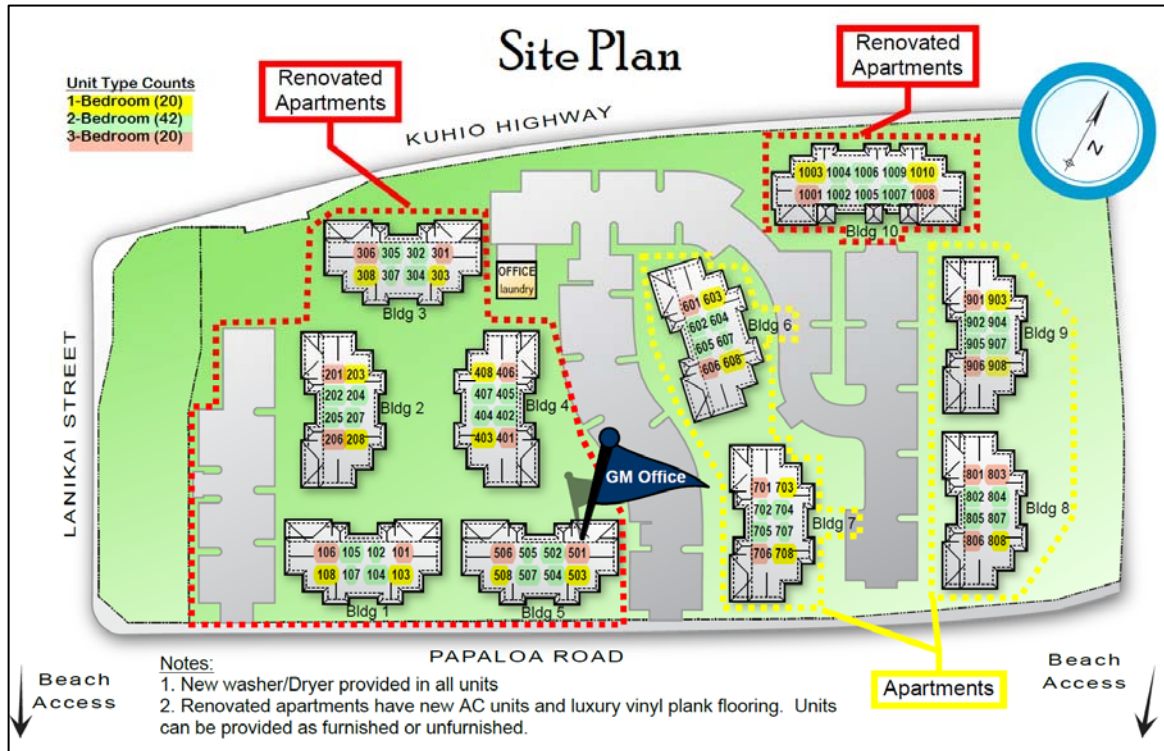 Site Plan
Unit Type Counts
1-Bedroom (20)
2-Bedroom (42)
3-Bedroom (20)
Renovated
Apartments
Renovated
Apartments
KUHIO HIGHWAY
N
1003 1004 1006 1009 1010
1001 1002 1005 1007 1008
Bldg 10
306 305 302 301
308 307 304 303
Bldg 3
OFFICE
laundry
601 603
602 604
605 607
606 608
Bldg 6
901 903
902 904
905 907
906 908
Bldg 9
LANIKAI STREET
201 203
202 204
205 207
206 208
Bldg 2
408 406
407 405
404 402
403 401
Bldg 4
GM Office
701 703
702 704
705 707
706 708
Bldg 7
801 803
802 804
805 807
806 808
Bldg 8
106 105 102 101
108 107 104 103
Bldg 1
506 505 502 501
508 507 504 503
Bldg 5
PAPALOA ROAD
Beach
Access
Notes:
1. New washer/Dryer provided in all units
2. Renovated apartments have new AC units and luxury vinyl plank flooring.  Units
can be provided as furnished or unfurnished.
Apartments
Beach
Access